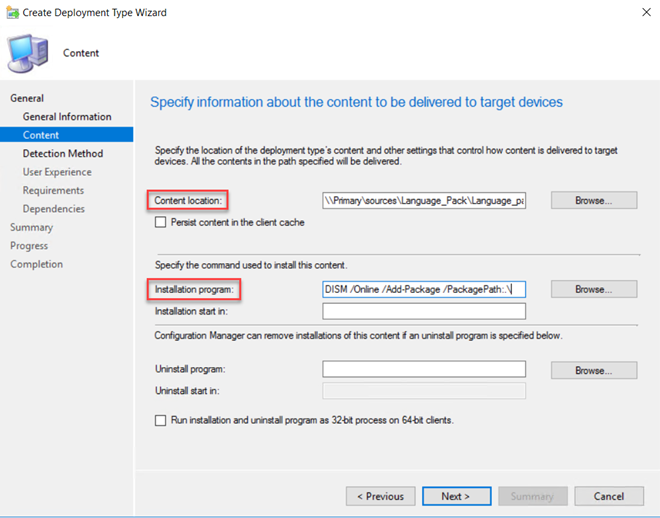 Create Deployment Type Wizard
Content
General
General Information
Content
Detection Method
User Experience
Requirements
Dependencies
Summary
Progress
Completion
Specify information about the content to be delivered to target devices
Specify the location of the deployment type's content and other settings that control how content is delivered to target
devices. All the contents in the path specified will be delivered.
Content location: \\Primary\sources\Language_Pack\Language_pa Browse...
Persist content in the client cache
Specify the command used to install this content.
Installation program: DISM /Online /Add-Package /PackagePath:.\ Browse...
Installation start in:
Configuration Manager can remove installations of this content if an uninstall program is specified below.
Uninstall program: Browse...
Uninstall start in:
Run installation and uninstall program as 32-bit process on 64-bit clients.
< Previous Next > Summary Cancel